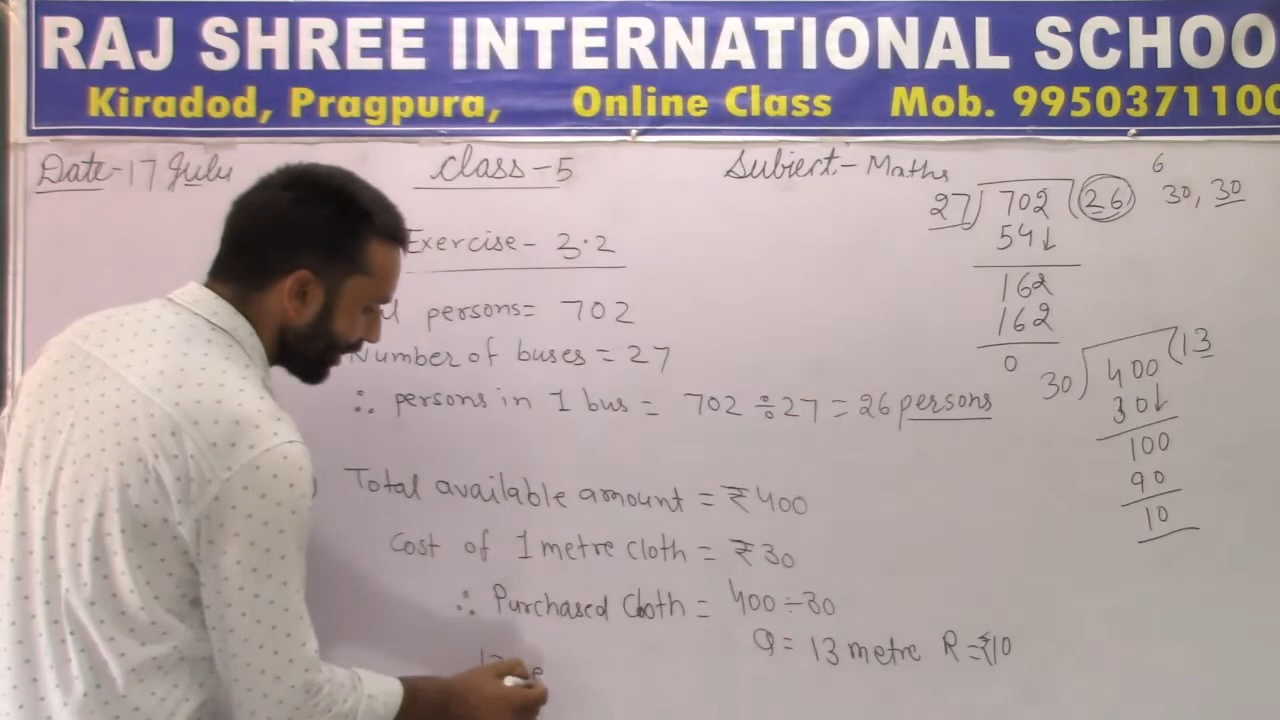 RAJ SHREE INTERNATIONAL SCHOO
Kiradod, Pragpura, Online Class Mob. 9950371100
Date-17 July
Class-5
Subject-Maths
Exercise- 3.2
persons= 702
Number of buses = 27
∴ persons in 1 bus = 702 ÷ 27 = 26 persons
Total available amount = ₹400
Cost of 1 metre cloth = ₹30
∴ Purchased Cloth = 400÷30
Q= 13 metre R=₹10
6
30, 30
27) 702 (26
54↓
162
162
0
30) 400 (13
30↓
100
90
10